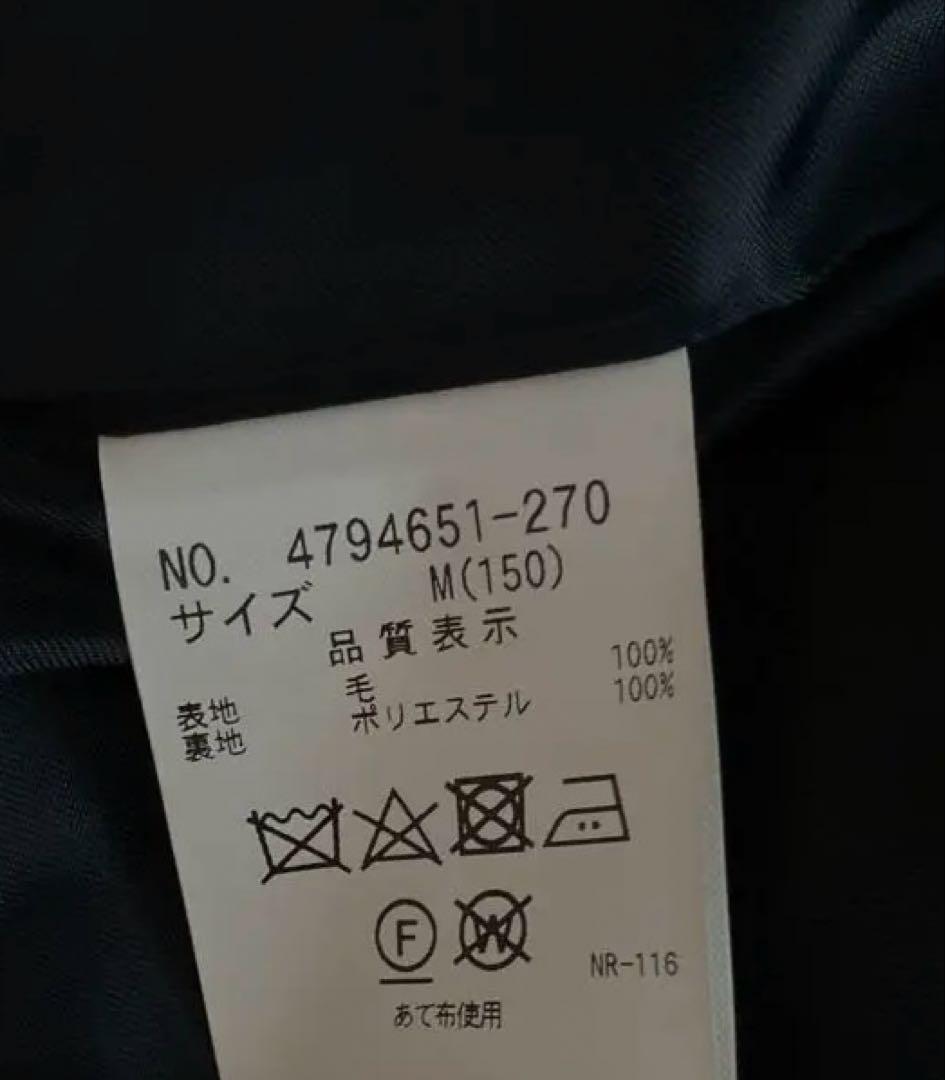 NO. 4794651-270
サイズ M(150)
品質表示
表地 毛 100%
裏地 ポリエステル 100%
F W
NR-116
あて布使用